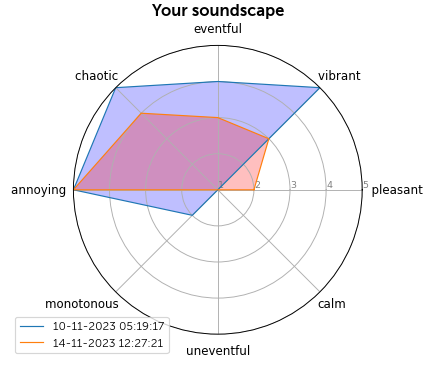 Your soundscape
eventful
chaotic
vibrant
annoying
1
2
3
4
5
pleasant
monotonous
calm
10-11-2023 05:19:17
14-11-2023 12:27:21
uneventful